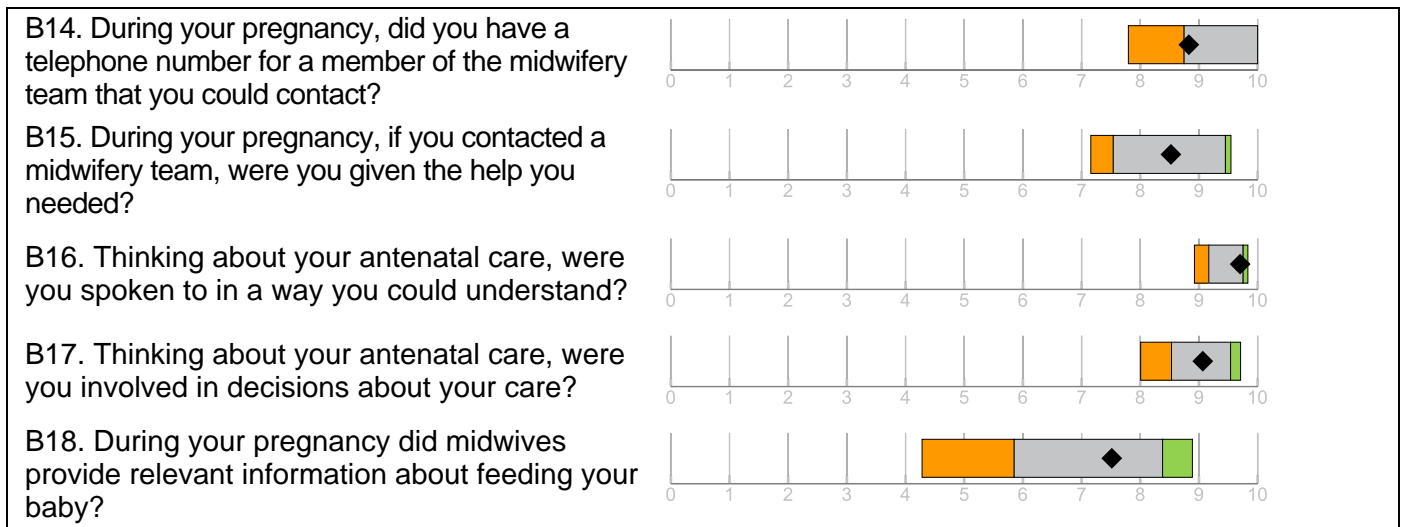 B14. During your pregnancy, did you have a
telephone number for a member of the midwifery
team that you could contact?
0 1 2 3 4 5 6 7 8 9 10
B15. During your pregnancy, if you contacted a
midwifery team, were you given the help you
needed?
0 1 2 3 4 5 6 7 8 9 10
B16. Thinking about your antenatal care, were
you spoken to in a way you could understand?
0 1 2 3 4 5 6 7 8 9 10
B17. Thinking about your antenatal care, were
you involved in decisions about your care?
0 1 2 3 4 5 6 7 8 9 10
B18. During your pregnancy did midwives
provide relevant information about feeding your
baby?
0 1 2 3 4 5 6 7 8 9 10